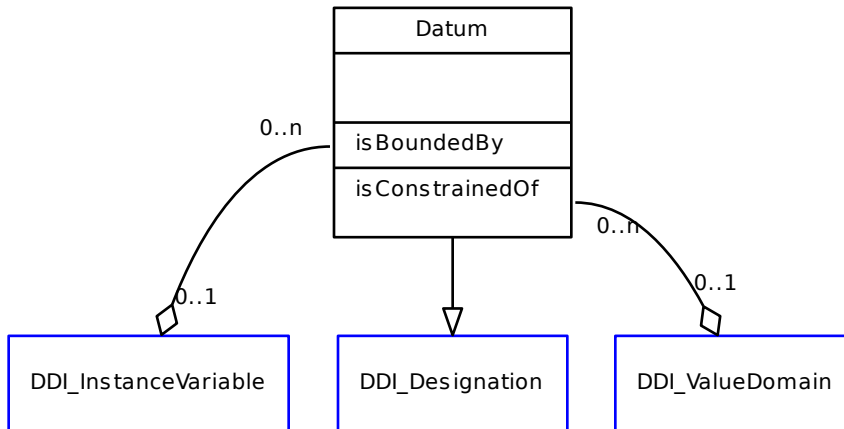 Datum
0..n
isBoundedBy
isConstrainedOf
0..n
0..1
0..1
DDI_InstanceVariable
DDI_Designation
DDI_ValueDomain